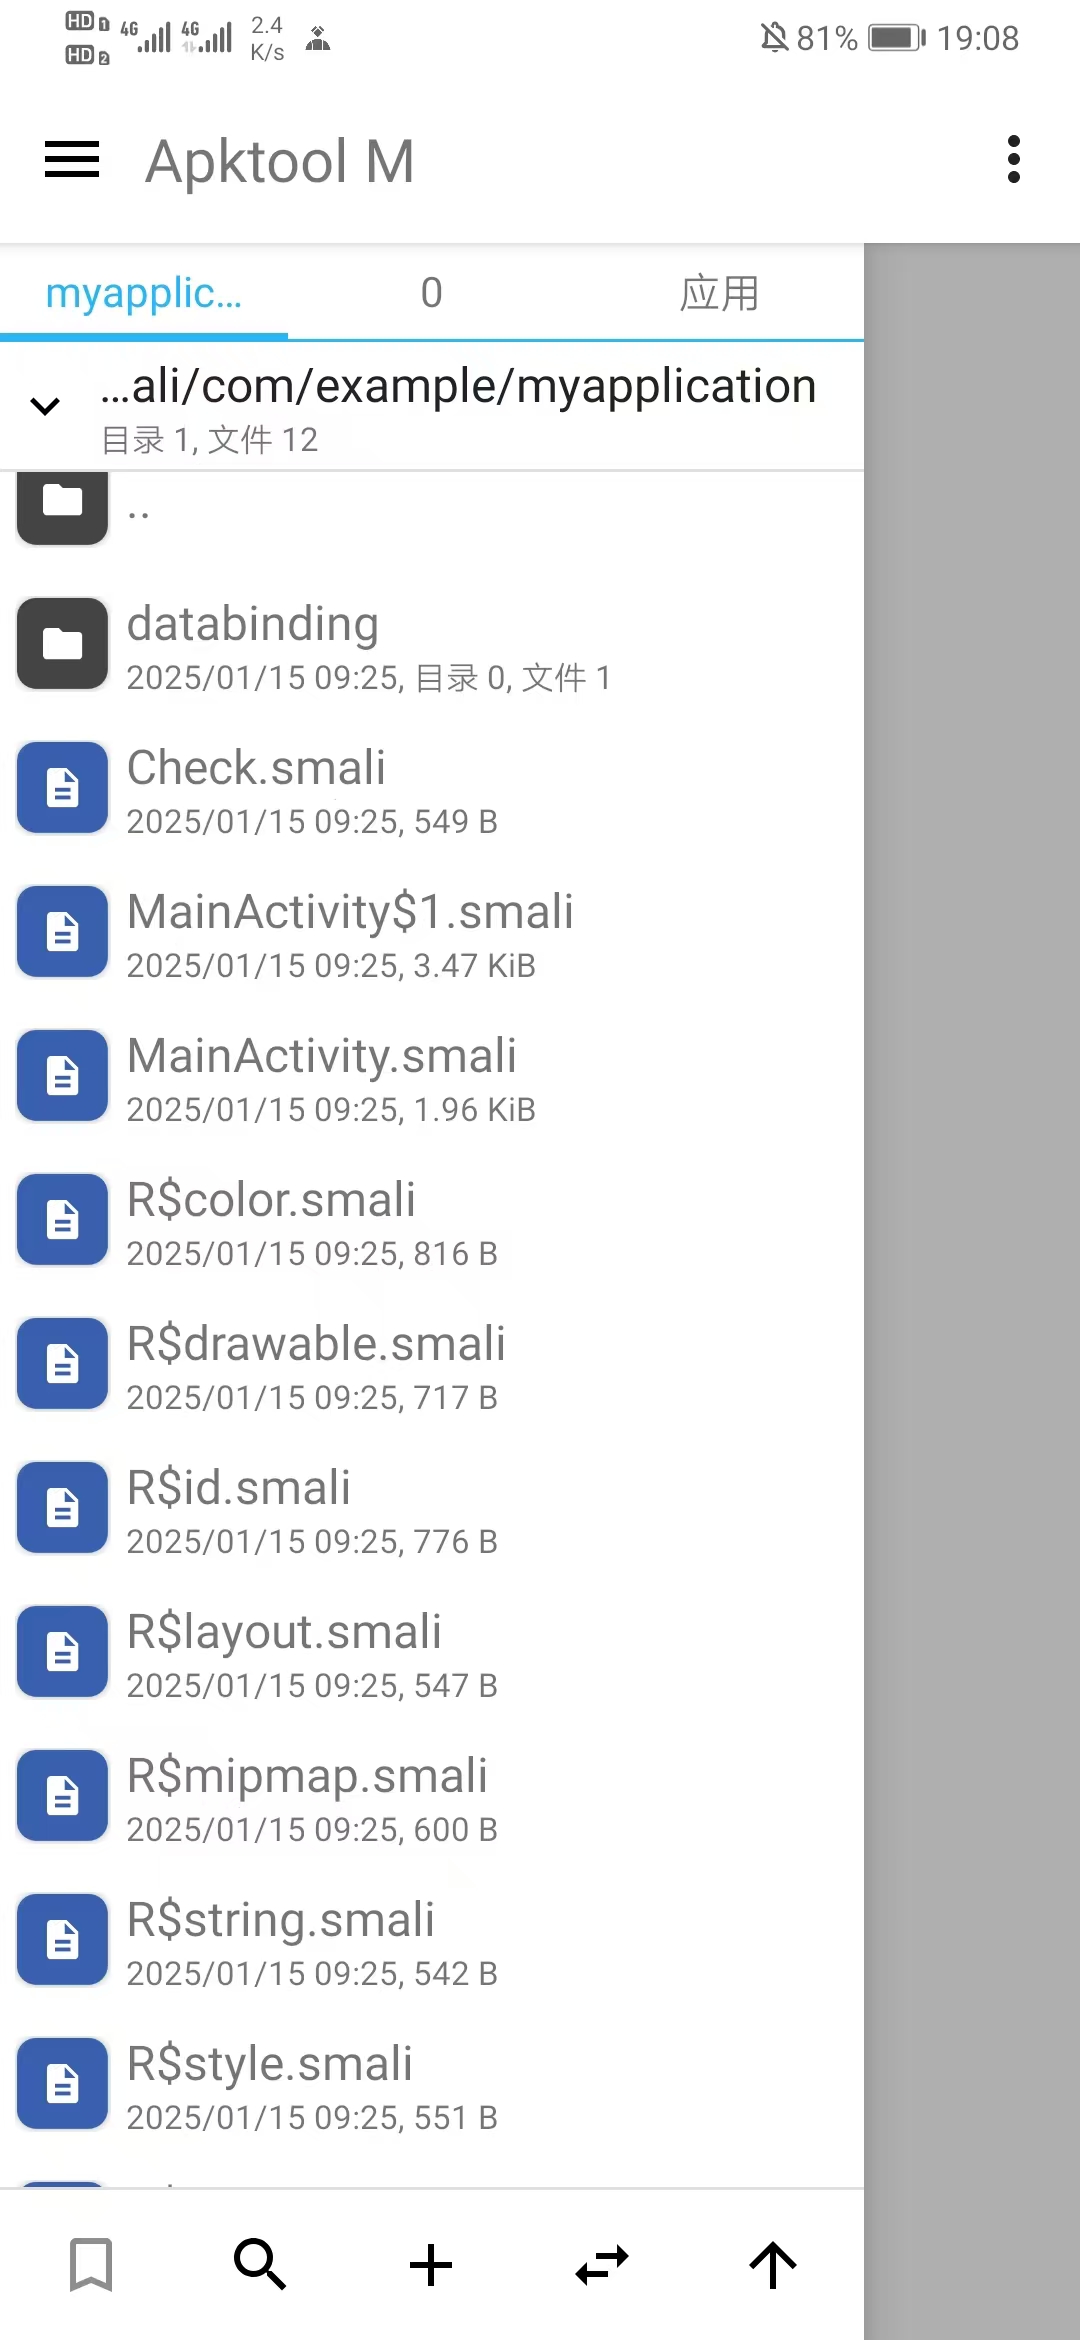 HD 1 4G 4G 2.4 81% 19:08
HD 2 K/s
Apktool M
myapplic... 0 应用
...ali/com/example/myapplication
目录 1, 文件 12
..
databinding
2025/01/15 09:25, 目录 0, 文件 1
Check.smali
2025/01/15 09:25, 549 B
MainActivity$1.smali
2025/01/15 09:25, 3.47 KiB
MainActivity.smali
2025/01/15 09:25, 1.96 KiB
R$color.smali
2025/01/15 09:25, 816 B
R$drawable.smali
2025/01/15 09:25, 717 B
R$id.smali
2025/01/15 09:25, 776 B
R$layout.smali
2025/01/15 09:25, 547 B
R$mipmap.smali
2025/01/15 09:25, 600 B
R$string.smali
2025/01/15 09:25, 542 B
R$style.smali
2025/01/15 09:25, 551 B